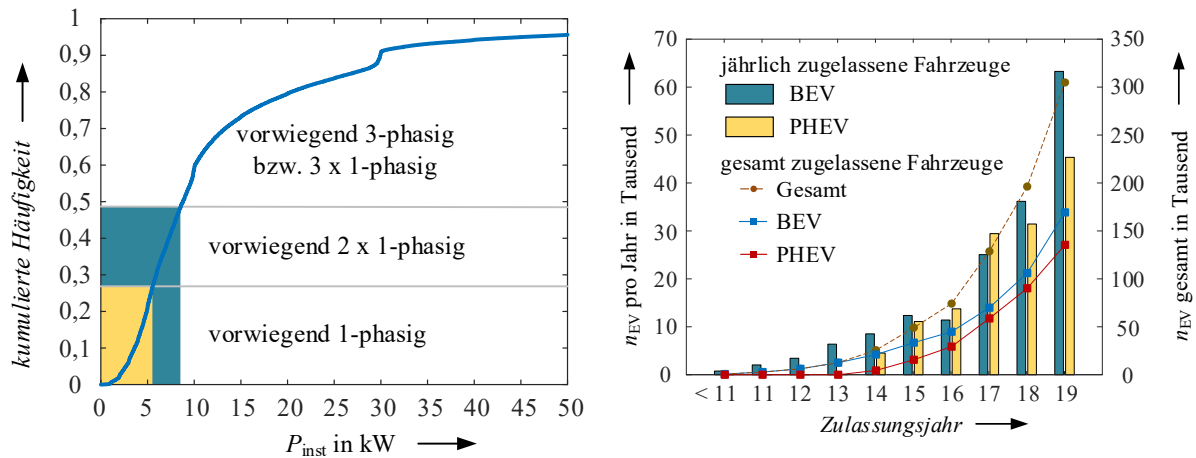 kumulierte Häufigkeit
1
0,9
0,8
0,7
0,6
0,5
0,4
0,3
0,2
0,1
0
vorwiegend 3-phasig
bzw. 3 x 1-phasig
vorwiegend 2 x 1-phasig
vorwiegend 1-phasig
0 5 10 15 20 25 30 35 40 45 50
Pinst in kW
nEV pro Jahr in Tausend
70
60
50
40
30
20
10
0
jährlich zugelassene Fahrzeuge
BEV
PHEV
gesamt zugelassene Fahrzeuge
Gesamt
BEV
PHEV
350
300
250
200
150
100
50
0
nEV gesamt in Tausend
< 11 11 12 13 14 15 16 17 18 19
Zulassungsjahr